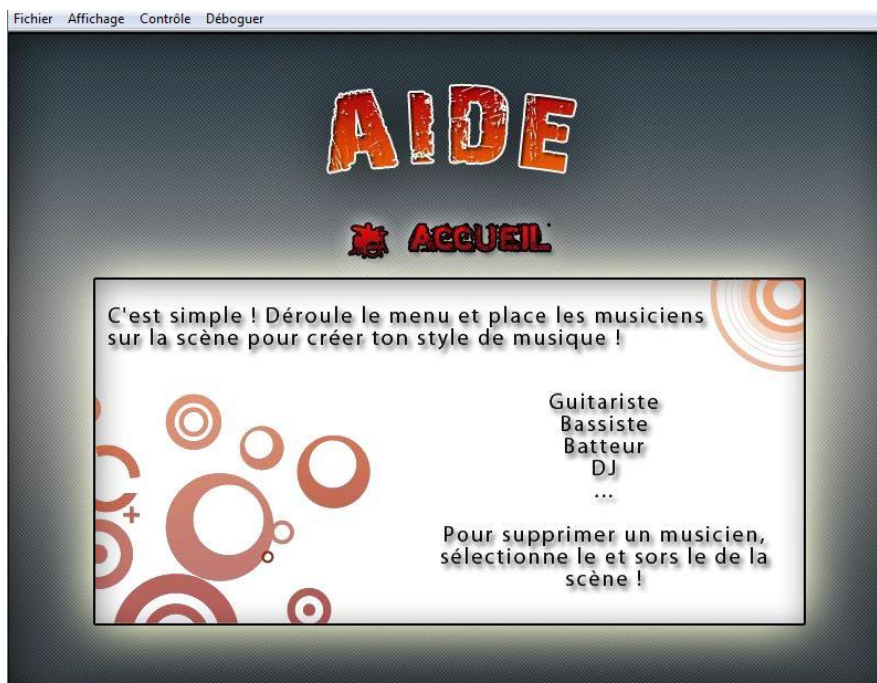 Fichier Affichage Contrôle Déboguer
AIDE
ACCUEIL
C'est simple ! Déroule le menu et place les musiciens
sur la scène pour créer ton style de musique !
Guitariste
Bassiste
Batteur
DJ
...
Pour supprimer un musicien,
sélectionne le et sors le de la
scène !